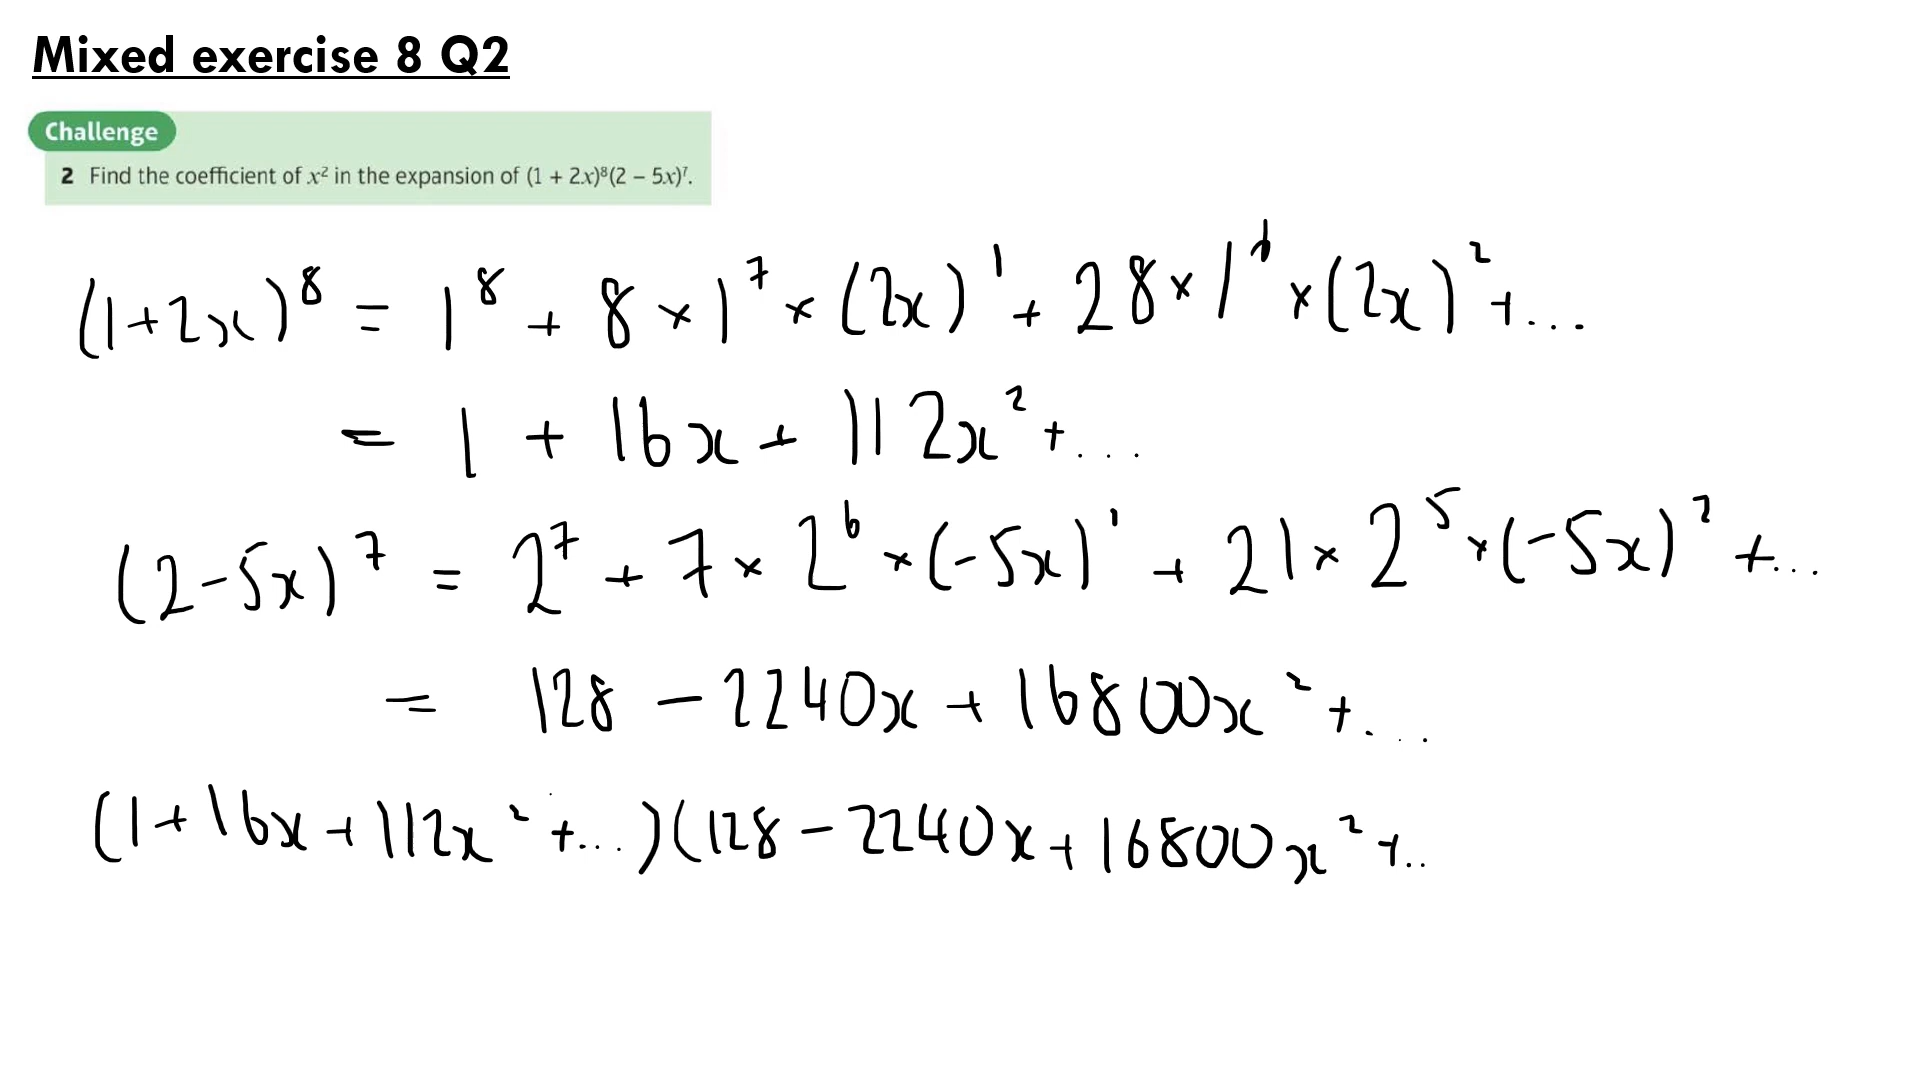 Mixed exercise 8 Q2
Challenge
2 Find the coefficient of x² in the expansion of (1 + 2x)⁸(2 – 5x)⁷.
(1+2x)⁸ = 1⁸ + 8 × 1⁷ × (2x)¹ + 28 × 1⁶ × (2x)² + ...
= 1 + 16x + 112x² + ...
(2-5x)⁷ = 2⁷ + 7 × 2⁶ × (-5x)¹ + 21 × 2⁵ × (-5x)² + ...
= 128 - 2240x + 16800x² + ...
(1 + 16x + 112x² + ...)(128 - 2240x + 16800x² + ..